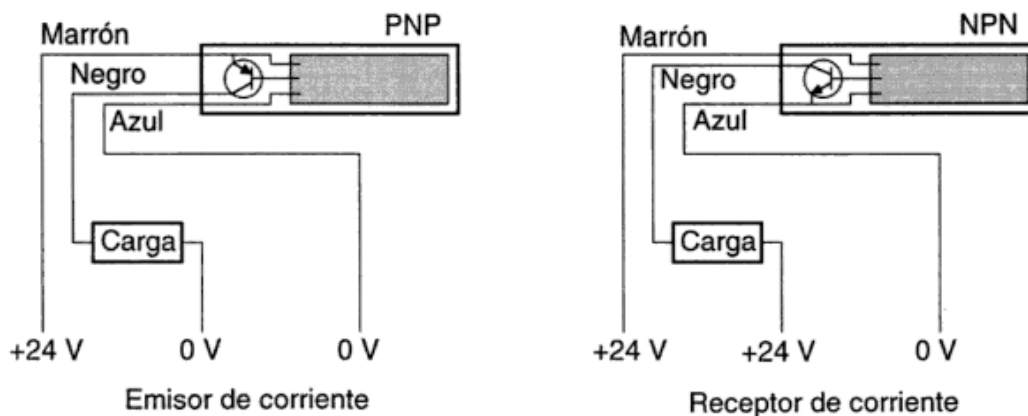 PNP
Marrón
Negro
Azul
Carga
+24 V 0 V 0 V
Emisor de corriente
NPN
Marrón
Negro
Azul
Carga
+24 V +24 V 0 V
Receptor de corriente